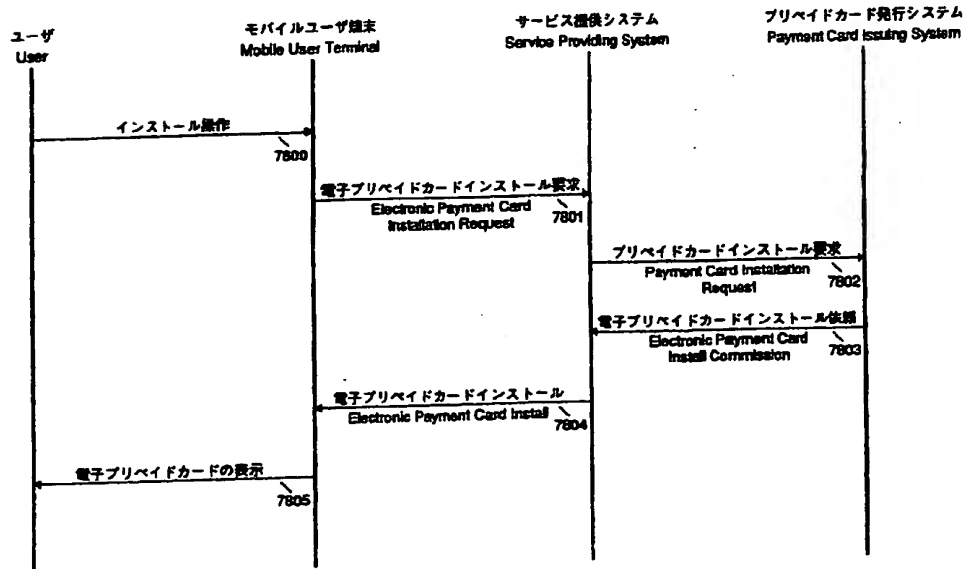 ユーザ
User
モバイルユーザ端末
Mobile User Terminal
サービス提供システム
Service Providing System
プリペイドカード発行システム
Payment Card Issuing System
インストール操作
7800
電子プリペイドカードインストール要求
Electronic Payment Card
Installation Request
7801
プリペイドカードインストール要求
Payment Card Installation
Request
7802
電子プリペイドカードインストール依頼
Electronic Payment Card
Install Commission
7803
電子プリペイドカードインストール
Electronic Payment Card Install
7804
電子プリペイドカードの表示
7805